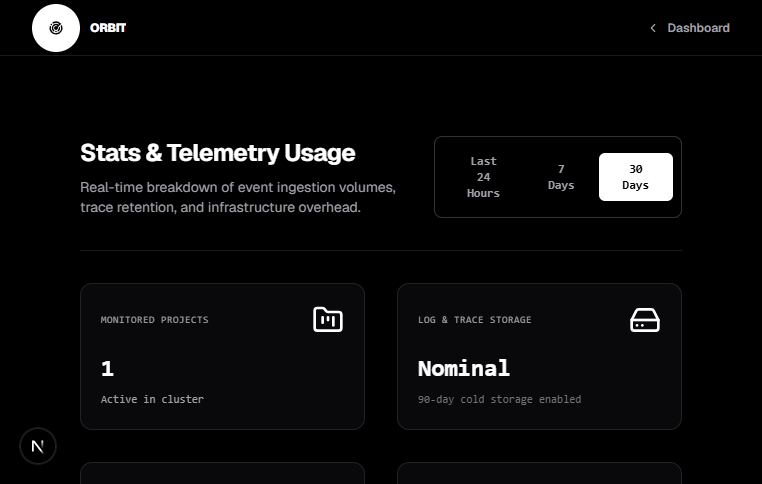 ORBIT
Dashboard
Stats & Telemetry Usage
Real-time breakdown of event ingestion volumes,
trace retention, and infrastructure overhead.
Last
24
Hours
7
Days
30
Days
MONITORED PROJECTS
1
Active in cluster
LOG & TRACE STORAGE
Nominal
90-day cold storage enabled
N